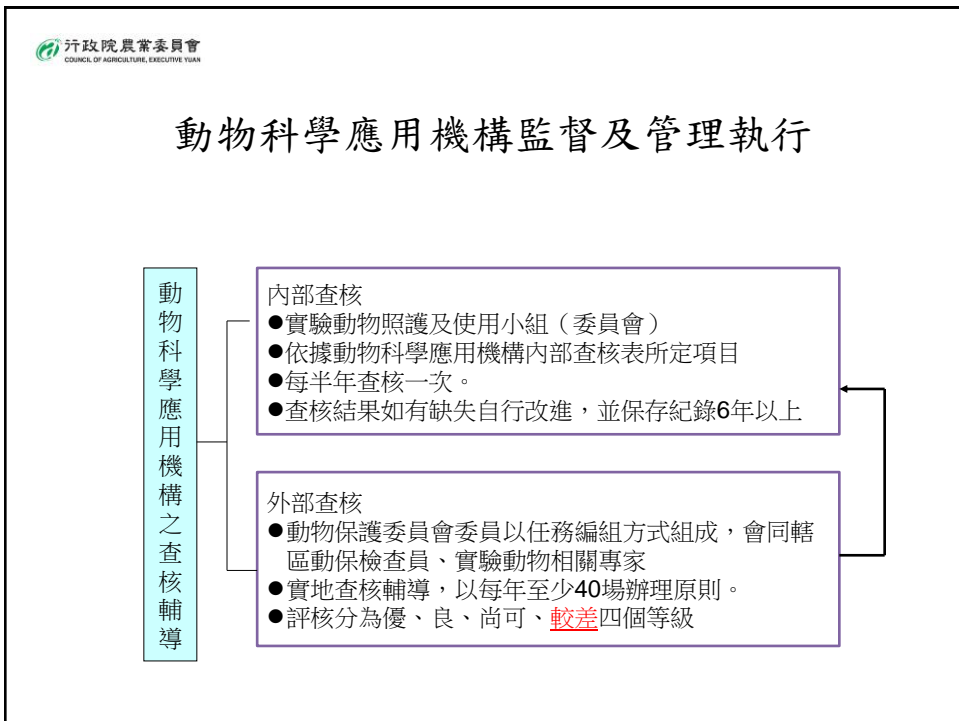 行政院農業委員會
COUNCIL OF AGRICULTURE, EXECUTIVE YUAN
動物科學應用機構監督及管理執行
動物科學應用機構之查核輔導
內部查核
●實驗動物照護及使用小組（委員會）
●依據動物科學應用機構內部查核表所定項目
●每半年查核一次。
●查核結果如有缺失自行改進，並保存紀錄6年以上
外部查核
●動物保護委員會委員以任務編組方式組成，會同轄
區動保檢查員、實驗動物相關專家
●實地查核輔導，以每年至少40場辦理原則。
●評核分為優、良、尚可、較差四個等級